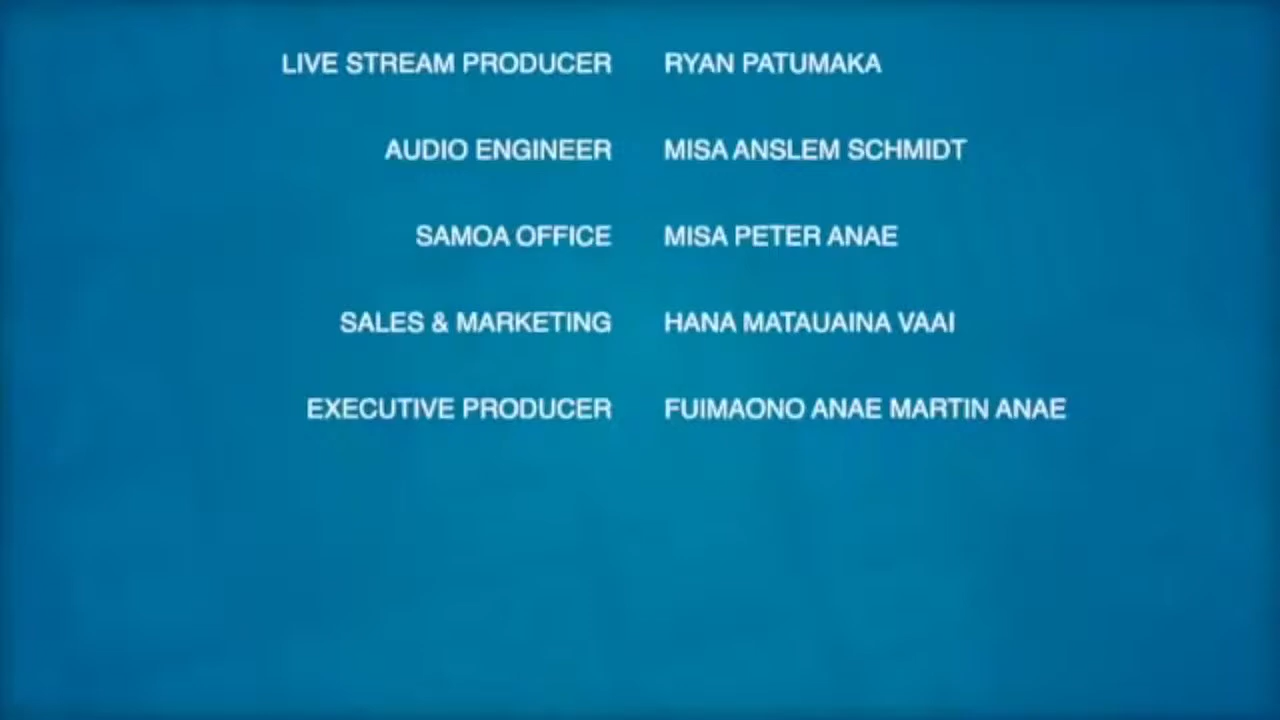 LIVE STREAM PRODUCER RYAN PATUMAKA
AUDIO ENGINEER MISA ANSLEM SCHMIDT
SAMOA OFFICE MISA PETER ANAE
SALES & MARKETING HANA MATAUAINA VAAI
EXECUTIVE PRODUCER FUIMAONO ANAE MARTIN ANAE